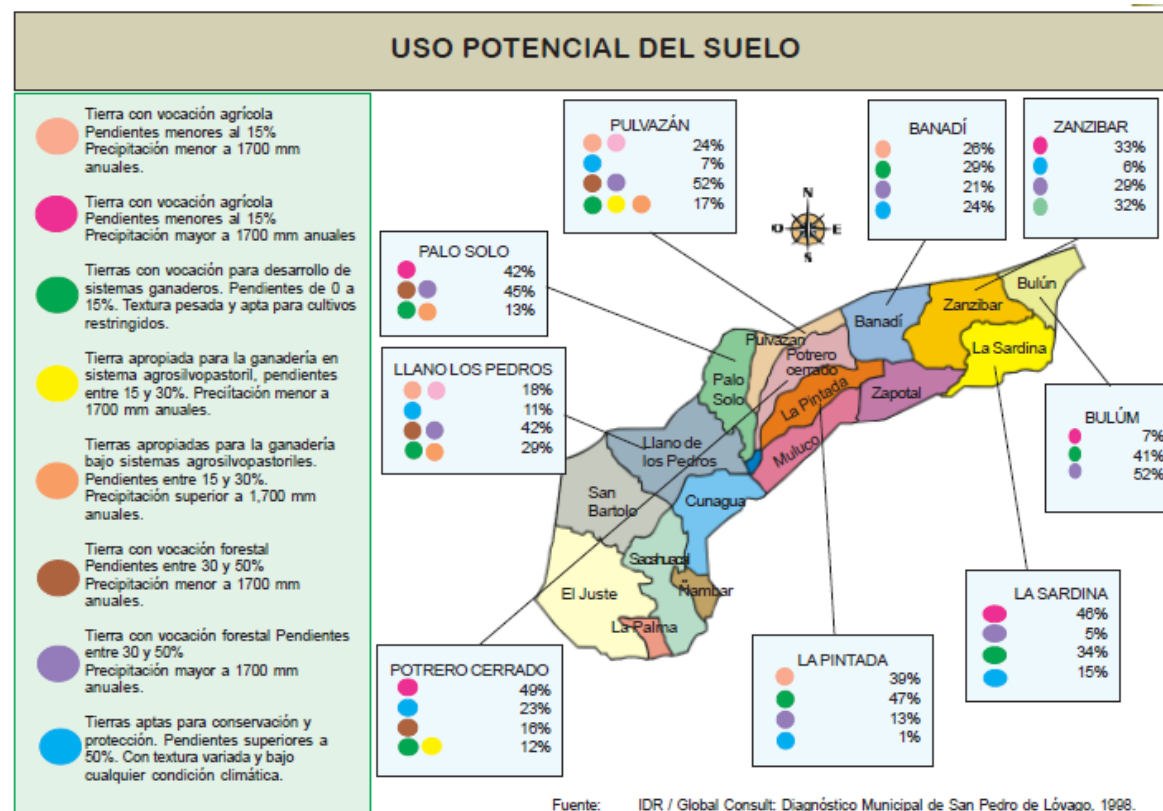 USO POTENCIAL DEL SUELO
Tierra con vocación agrícola
Pendientes menores al 15%
Precipitación menor a 1700 mm
anuales.
Tierra con vocación agrícola
Pendientes menores al 15%
Precipitación mayor a 1700 mm anuales
Tierras con vocación para desarrollo de
sistemas ganaderos. Pendientes de 0 a
15%. Textura pesada y apta para cultivos
restringidos.
Tierra apropiada para la ganadería en
sistema agrosilvopastoril, pendientes
entre 15 y 30%. Preciítación menor a
1700 mm anuales.
Tierras apropiadas para la ganadería
bajo sistemas agrosilvopastoriles.
Pendientes entre 15 y 30%.
Precipitación superior a 1,700 mm
anuales.
Tierra con vocación forestal
Pendientes entre 30 y 50%
Precipitación menor a 1700 mm
anuales.
Tierra con vocación forestal Pendientes
entre 30 y 50%
Precipitación mayor a 1700 mm
anuales.
Tierras aptas para conservación y
protección. Pendientes superiores a
50%. Con textura variada y bajo
cualquier condición climática.
PULVAZÁN
24%
7%
52%
17%
BANADÍ
26%
29%
21%
24%
ZANZIBAR
33%
6%
29%
32%
N
O E
S
PALO SOLO
42%
45%
13%
LLANO LOS PEDROS
18%
11%
42%
29%
Bulún
Zanzibar
Banadí
La Sardina
Pulvazan
Potrero
cerrado
Palo
Solo
La Pintada
Zapotal
Muluco
Llano de
los Pedros
Cunagua
San
Bartolo
Sacahuacal
El Juste
Ñambar
La Palma
BULÚM
7%
41%
52%
LA SARDINA
46%
5%
34%
15%
POTRERO CERRADO
49%
23%
16%
12%
LA PINTADA
39%
47%
13%
1%
Fuente: IDR / Global Consult: Diagnóstico Municipal de San Pedro de Lóvago, 1998.